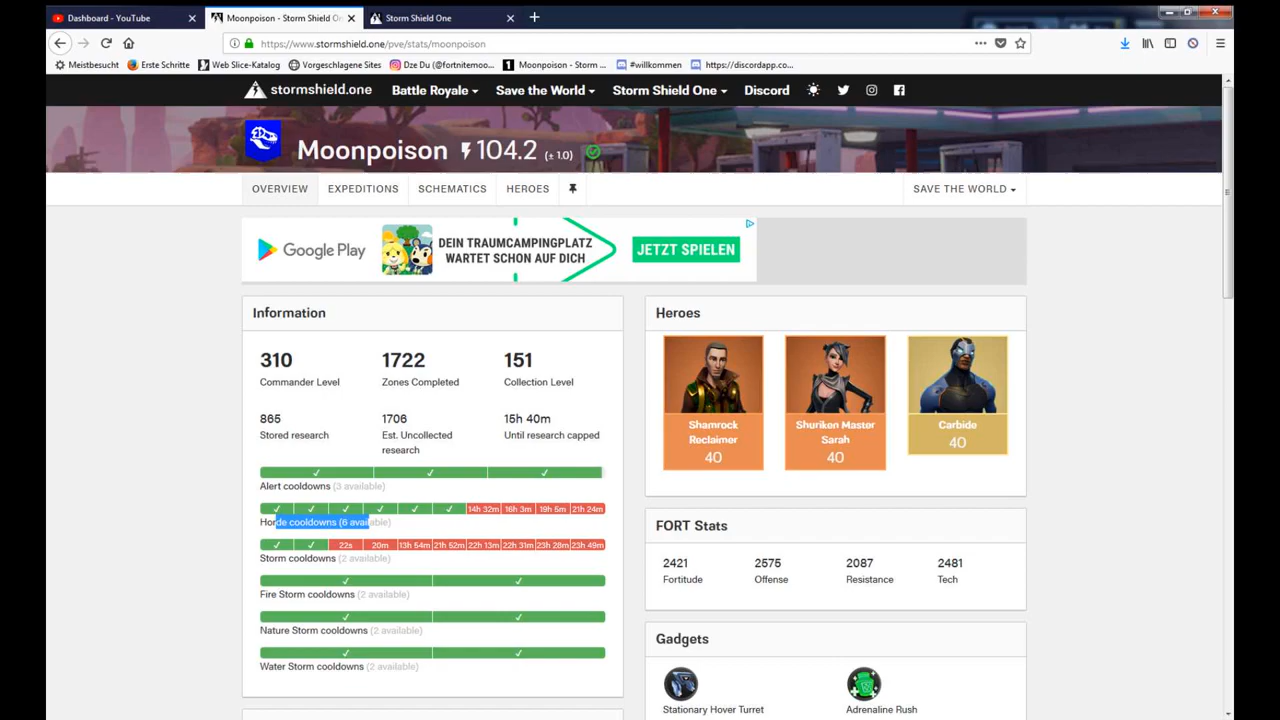 Dashboard - YouTube
Moonpoison - Storm Shield One
Storm Shield One
https://www.stormshield.one/pve/stats/moonpoison
Meistbesucht Erste Schritte Web Slice-Katalog Vorgeschlagene Sites Dze Du (@fortnitemoo... Moonpoison - Storm ... #willkommen https://discordapp.co...
stormshield.one Battle Royale Save the World Storm Shield One Discord
Moonpoison 104.2 (± 1.0)
OVERVIEW EXPEDITIONS SCHEMATICS HEROES SAVE THE WORLD
Google Play
DEIN TRAUMCAMPINGPLATZ
WARTET SCHON AUF DICH
JETZT SPIELEN
Information
310 1722 151
Commander Level Zones Completed Collection Level
865 1706 15h 40m
Stored research Est. Uncollected research Until research capped
Alert cooldowns (3 available)
14h 32m 16h 3m 19h 5m 21h 24m
Horde cooldowns (6 available)
22s 20m 13h 54m 21h 52m 22h 13m 22h 31m 23h 28m 23h 49m
Storm cooldowns (2 available)
Fire Storm cooldowns (2 available)
Nature Storm cooldowns (2 available)
Water Storm cooldowns (2 available)
Heroes
Shamrock Reclaimer
40
Shuriken Master Sarah
40
Carbide
40
FORT Stats
2421 2575 2087 2481
Fortitude Offense Resistance Tech
Gadgets
Stationary Hover Turret Adrenaline Rush